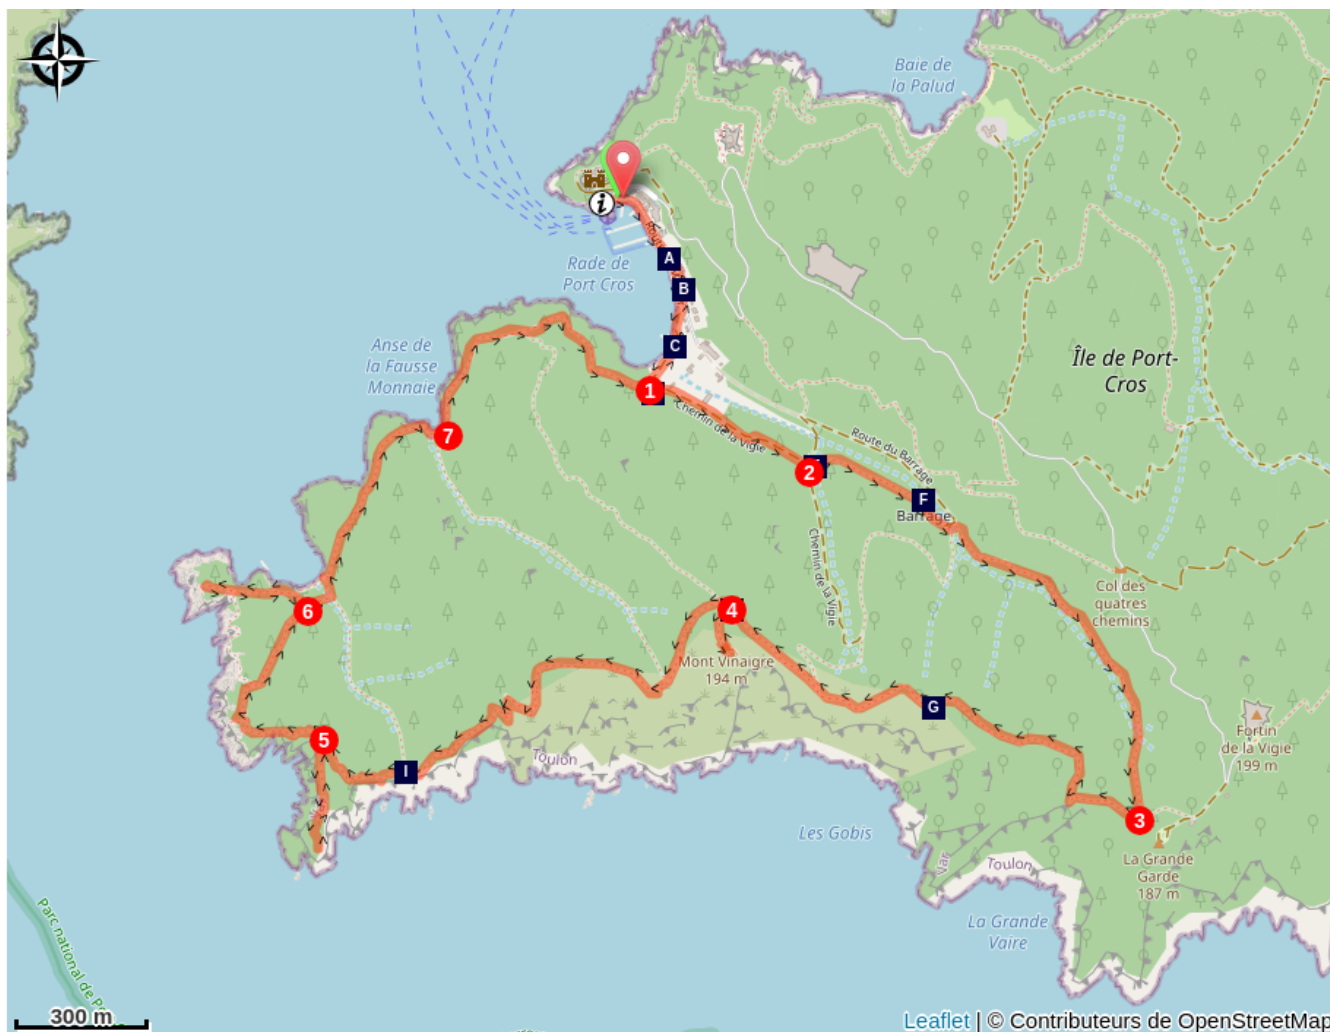 Baie de
la Palud
i
Rade de
Port Cros
A
B
C
Anse de
la Fausse
Monnaie
Île de Port-
Cros
1
Chemin de la Vigie
7
2
Route du Barrage
F
Barrage
Chemin de la Vigie
Col des
quatres
chemins
6
4
Mont Vinaigre
194 m
G
Fortin
de la Vigie
199 m
5
Toulon
I
3
Les Gobis
Var
Toulon
La Grande
Garde
187 m
La Grande
Vaire
Parc national de
300 m
Leaflet | © Contributeurs de OpenStreetMap